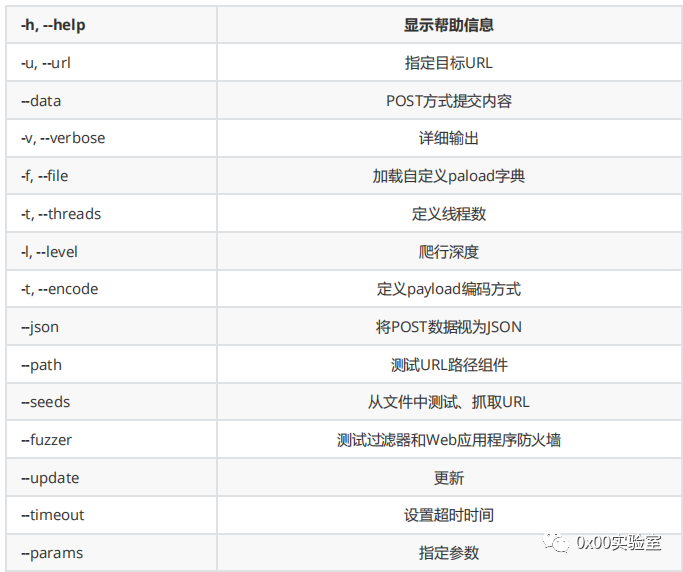 -h, --help 显示帮助信息
-u, --url 指定目标URL
--data POST方式提交内容
-v, --verbose 详细输出
-f, --file 加载自定义paload字典
-t, --threads 定义线程数
-l, --level 爬行深度
-t, --encode 定义payload编码方式
--json 将POST数据视为JSON
--path 测试URL路径组件
--seeds 从文件中测试、抓取URL
--fuzzer 测试过滤器和Web应用程序防火墙
--update 更新
--timeout 设置超时时间
--params 指定参数
0x00实验室